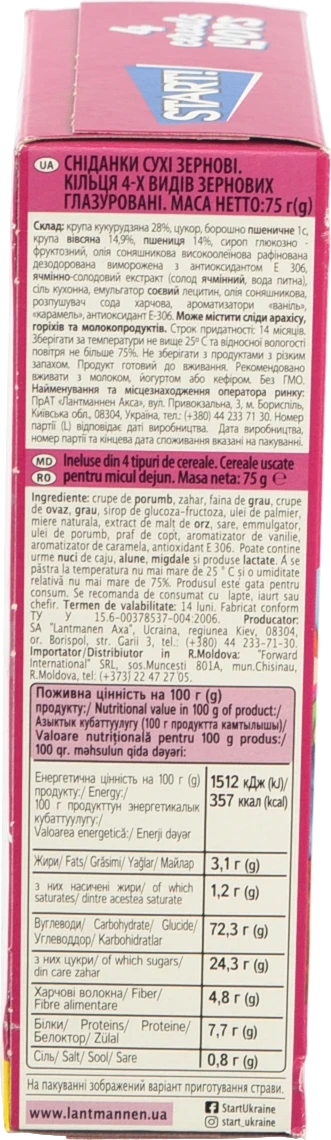 4
cereals
LOOPS
START!
UA СНІДАНКИ СУХІ ЗЕРНОВІ.
КІЛЬЦЯ 4-Х ВИДІВ ЗЕРНОВИХ
ГЛАЗУРОВАНІ. МАСА НЕТТО:75 г(g)
Склад: крупа кукурудзяна 28%, цукор, борошно пшеничне 1с,
крупа вівсяна 14,9%, пшениця 14%, сироп глюкозно -
фруктозний, олія соняшникова високоолеїнова рафінована
дезодорована виморожена з антиоксидантом Е 306,
ячмінно-солодовий екстракт (солод ячмінний, вода питна),
сіль кухонна, емульгатор соєвий лецитин, олія соняшникова,
розпушувач сода харчова, ароматизатори «ваніль»,
«карамель», антиоксидант Е-306. Може містити сліди арахісу,
горіхів та молокопродуктів. Строк придатності: 14 місяців.
Зберігати за температури не вище 25° С та відносної вологості
повітря не більше 75%. Не зберігати з продуктами з різким
запахом. Продукт готовий до вживання. Рекомендовано
вживати з молоком, йогуртом або кефіром. Без ГМО.
Найменування та місцезнаходження оператора ринку:
ПрАТ «Лантманнен Акса», вул. Привокзальна, 3, м. Бориспіль,
Київська обл., 08304, Україна, тел.: (+380) 44 233 71 30. Номер
партії (L) відповідає даті виробництва. Дата виробництва,
номер партії та кінцева дата споживання вказані на пакуванні.
MD Ineluse din 4 tipuri de cereale. Cereale uscate
RO pentru micul dejun. Masa neta: 75 g ℮
Ingrediente: crupe de porumb, zahar, faina de grau, crupe
de ovaz, grau, sirop de glucoza-fructoza, ulei de palmier,
miere naturala, extract de malt de orz, sare, emmulgator,
ulei de porumb, praf de copt, aromatizator de vanilie,
aromatizator de caramela, antioxidant E 306. Poate contine
urme nuci de caju, alune, migdale si produse lactate. A se
păstra la temperatura nu mai mare de 25 ° C și o umiditate
relativă nu mai mare de 75%. Produsul este gata pentru
consum. Se recomanda de consumat cu lapte, iaurt sau
chefir. Termen de valabilitate: 14 luni. Fabricat conform
TУ У 15.6-00378537-004:2006. Producator:
SA "Lantmanen Axa", Ucraina, regiunea Kiev, 08304,
or. Borispol, str. Garii 3, tel.: (+380) 44 233-71-30.
Importator/Distribiutor in R.Moldova: "Forward
International" SRL, sos.Muncesti 801A, mun.Chisinau,
R.Moldova, tel: (+373) 22 47 27 05.
Поживна цінність на 100 г (g)
продукту:/ Nutritional value in 100 g of product:/
Азыктык кубаттуулугу (100 г продуктта камтылышы)/
Valoare nutrițională pentru 100 g produs:/
100 qr. məhsulun qida dəyəri:
Енергетична цінність на 100 г (g)
продукту:/ Energy:/
100 г продукттун энергетикалык
кубаттуулугу:/
Valoarea energetică:/ Enerji dəyər
1512 кДж (kJ)/
357 ккал (kcal)
Жири/ Fats/ Grăsimi/ Yağlar/ Майлар 3,1 г (g)
з них насичені жири/ of which
saturates/ dintre acestea saturate 1,2 г (g)
Вуглеводи/ Carbohydrate/ Glucide/
Углеводдор/ Karbohidratlar 72,3 г (g)
з них цукри/ of which sugars/
din care zahar 24,3 г (g)
Харчові волокна/ Fiber/
Fibre alimentare 4,8 г (g)
Білки/ Proteins/ Proteine/
Белоктор/ Zülal 7,7 г (g)
Сіль/ Salt/ Sool/ Sare 0,8 г (g)
На пакуванні зображений варіант приготування страви.
www.lantmannen.ua
StartUkraine
start_ukraine